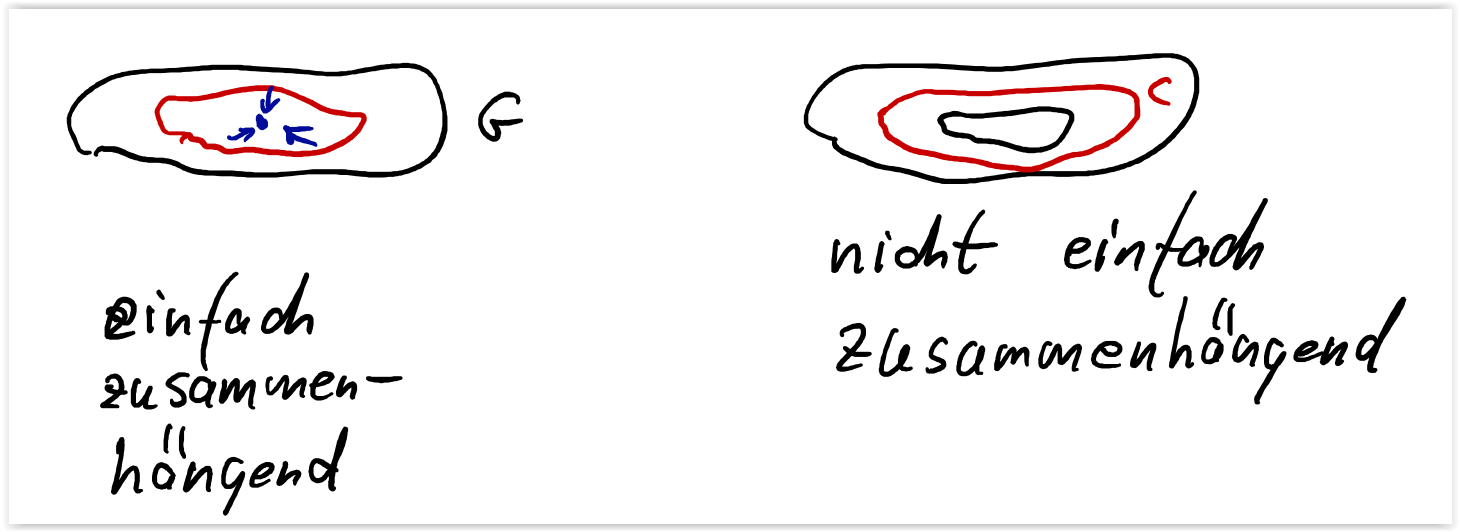 G
C
einfach
zusammen-
hängend
nicht einfach
zusammenhängend